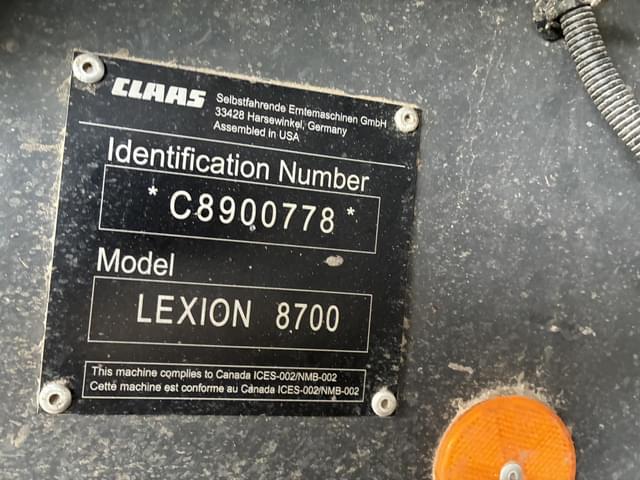 CLAAS
Selbstfahrende Erntemaschinen GmbH
33428 Harsewinkel, Germany
Assembled in USA
Identification Number
* C8900778 *
Model
LEXION 8700
This machine complies to Canada ICES-002/NMB-002
Cetté machine est conforme au Canada ICES-002/NMB-002